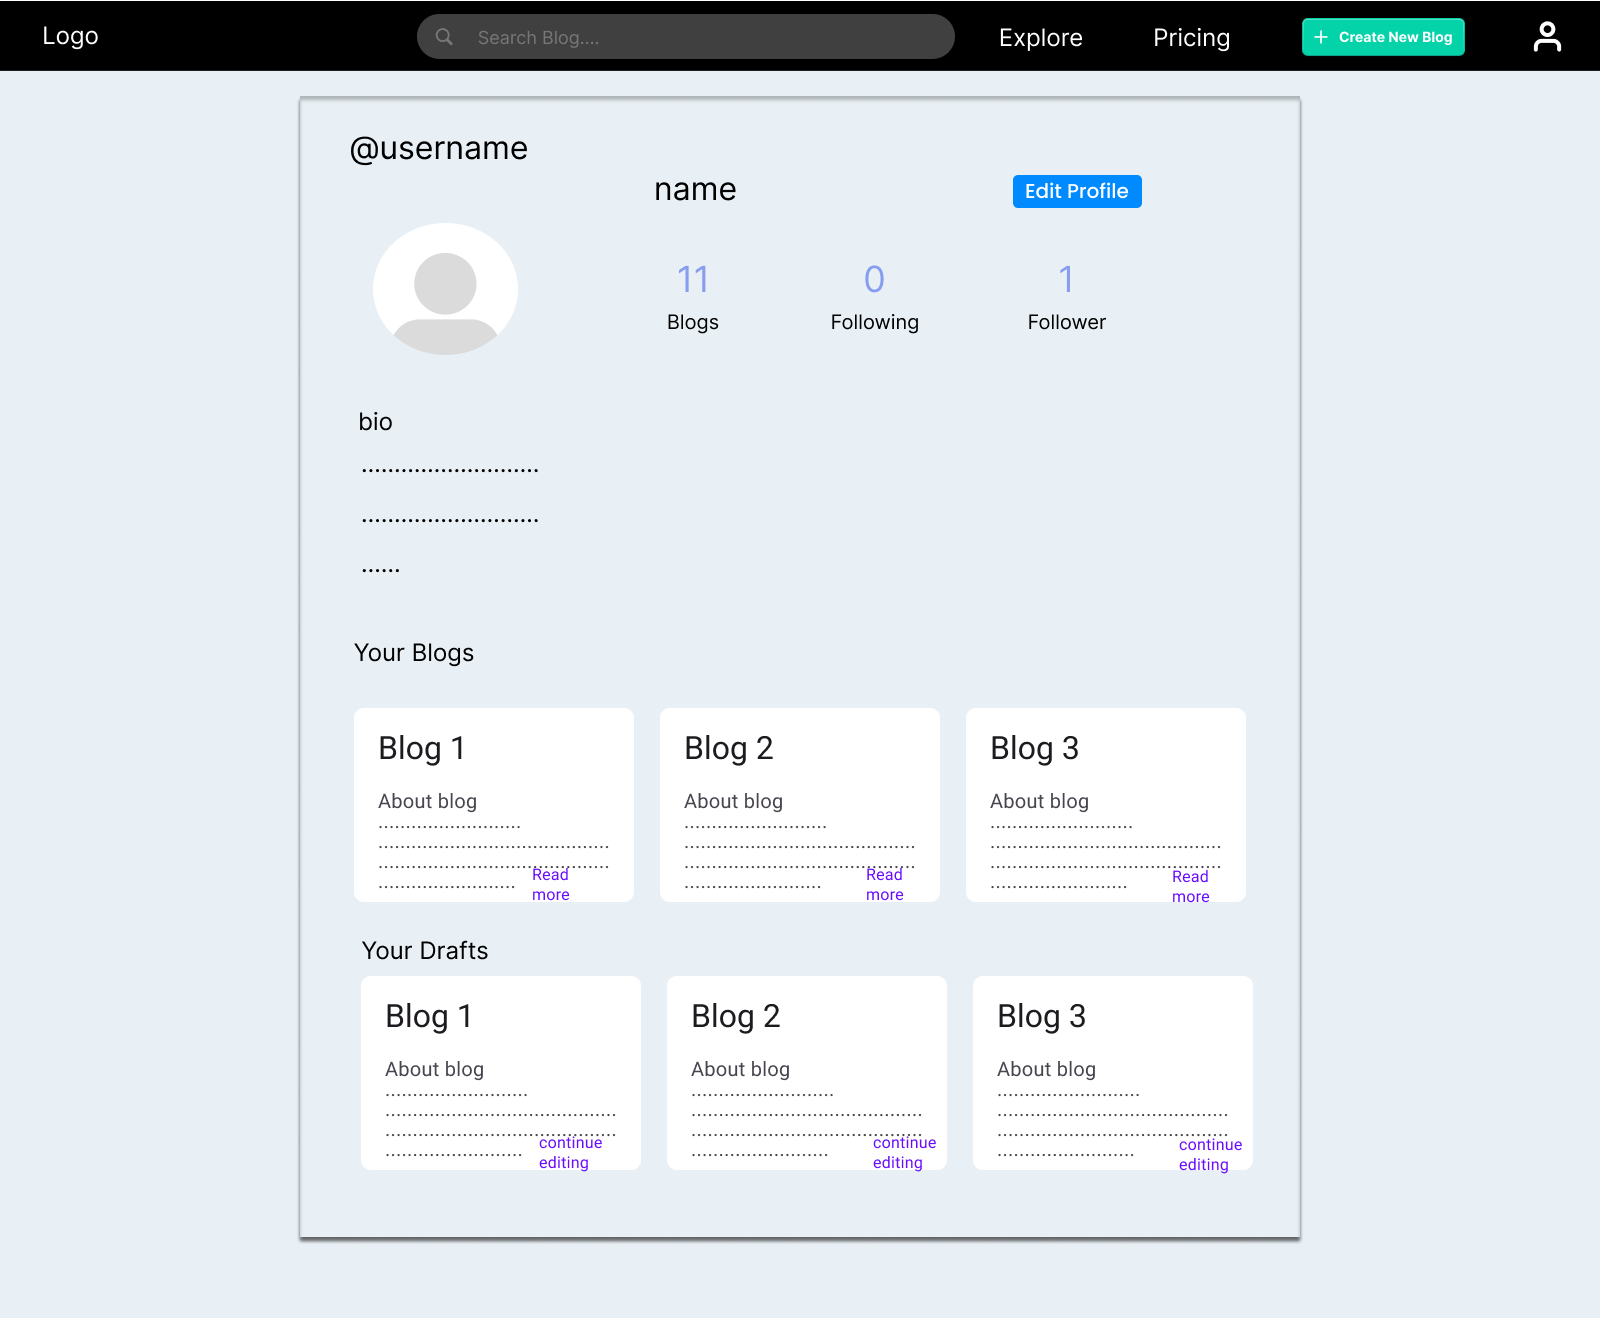 Logo
Search Blog....
Explore
Pricing
Create New Blog
@username
name
Edit Profile
11
0
1
Blogs
Following
Follower
bio
...........................
...........................
......
Your Blogs
Blog 1
About blog
..........................
..........................................
..........................................
.........................
Read
more
Blog 2
About blog
..........................
..........................................
..........................................
.........................
Read
more
Blog 3
About blog
..........................
..........................................
..........................................
.........................
Read
more
Your Drafts
Blog 1
About blog
..........................
..........................................
..........................................
.........................
continue
editing
Blog 2
About blog
..........................
..........................................
..........................................
.........................
continue
editing
Blog 3
About blog
..........................
..........................................
..........................................
.........................
continue
editing